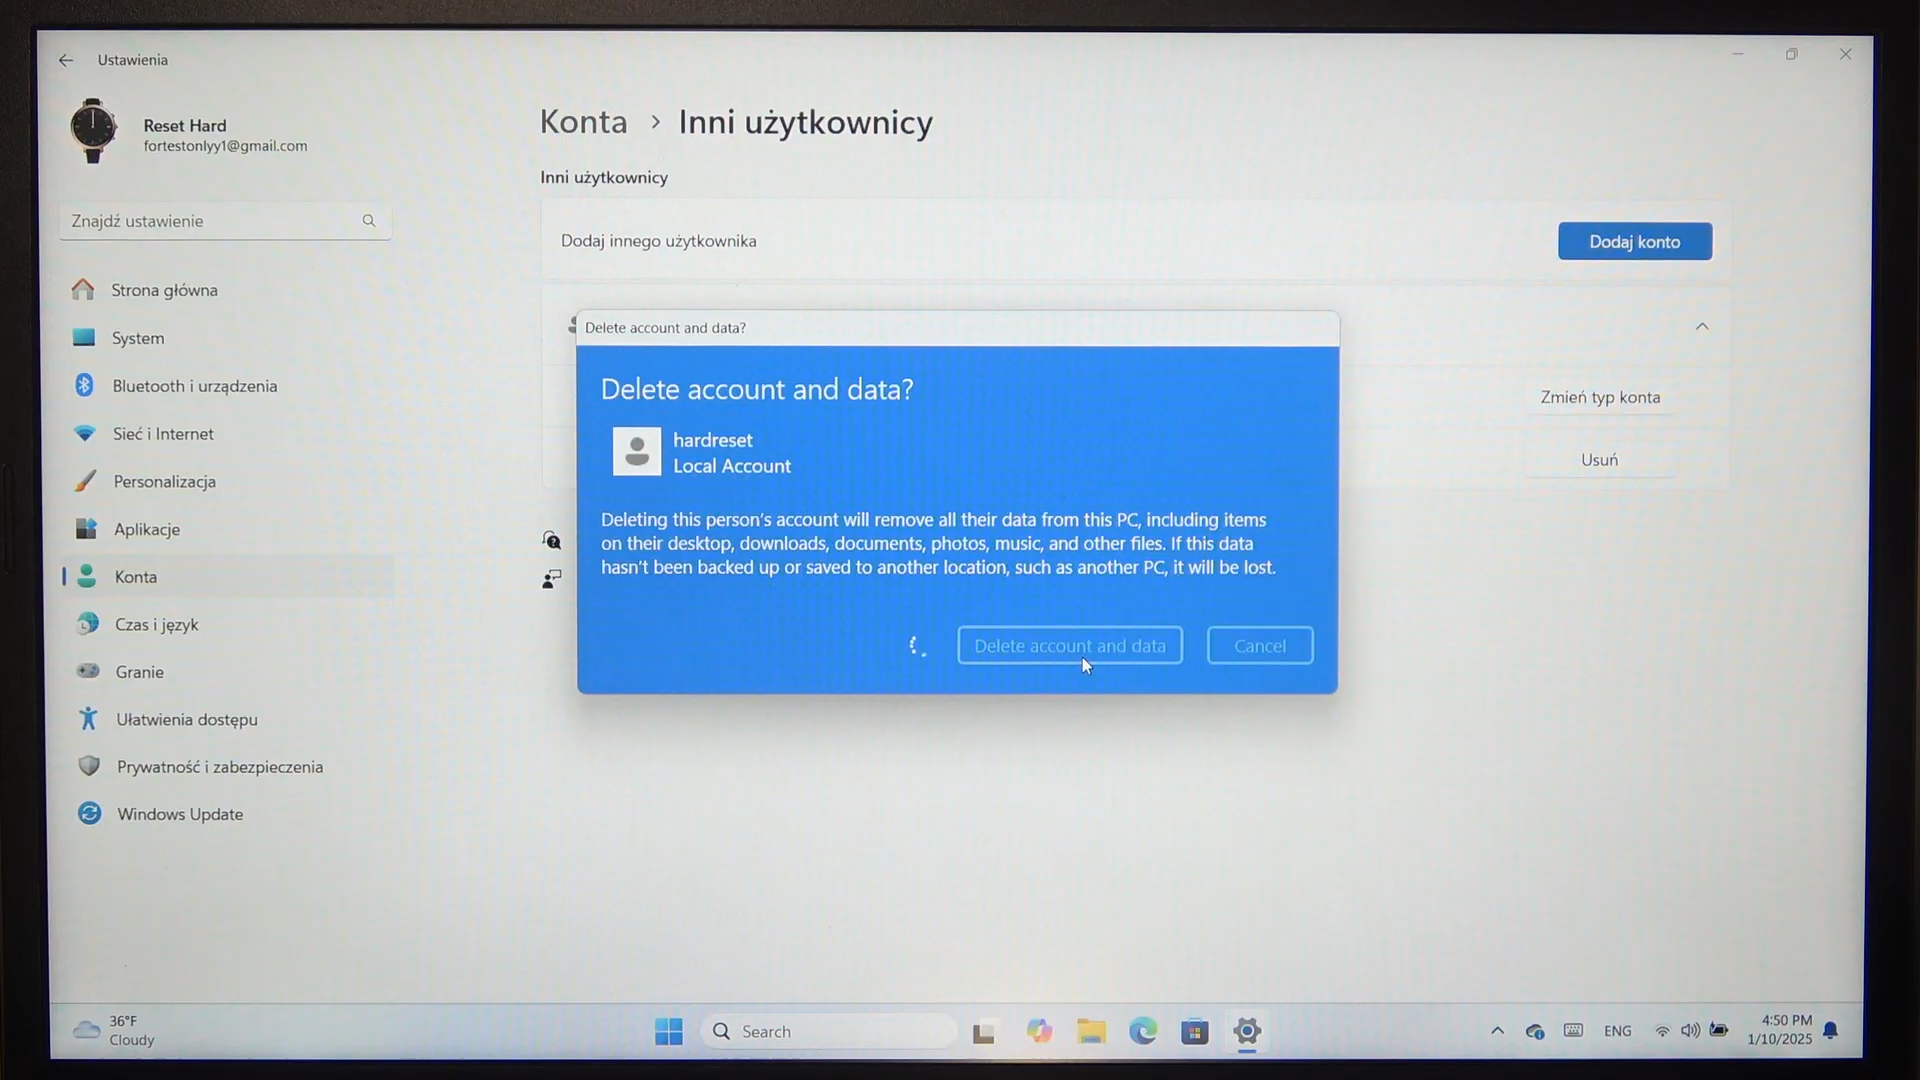 Ustawienia
Reset Hard
fortestonlyy1@gmail.com
Znajdź ustawienie
Strona główna
System
Bluetooth i urządzenia
Sieć i Internet
Personalizacja
Aplikacje
Konta
Czas i język
Granie
Ułatwienia dostępu
Prywatność i zabezpieczenia
Windows Update
Konta > Inni użytkownicy
Inni użytkownicy
Dodaj innego użytkownika
Dodaj konto
Zmień typ konta
Usuń
Delete account and data?
Delete account and data?
hardreset
Local Account
Deleting this person's account will remove all their data from this PC, including items
on their desktop, downloads, documents, photos, music, and other files. If this data
hasn't been backed up or saved to another location, such as another PC, it will be lost.
Delete account and data
Cancel
36°F
Cloudy
Search
ENG
4:50 PM
1/10/2025